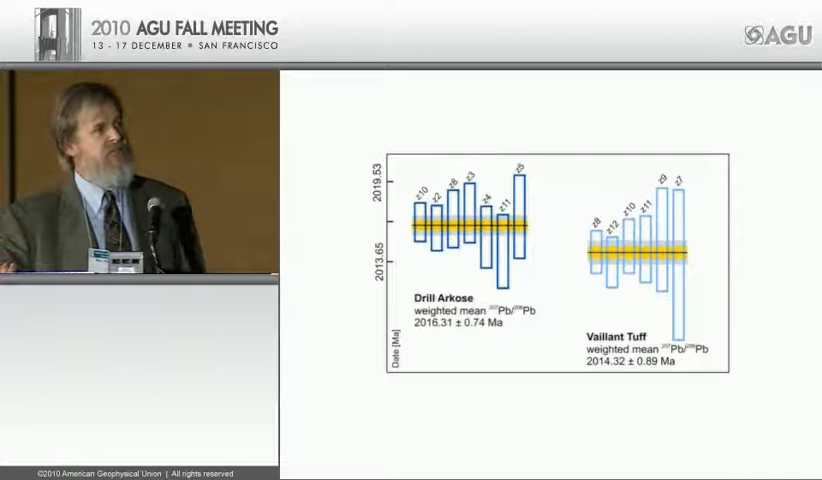 2010 AGU FALL MEETING
13 - 17 DECEMBER ■ SAN FRANCISCO
AGU
2019.53
2013.65
Date [Ma]
z10
z2
z8
z3
z4
z11
z5
Drill Arkose
weighted mean ²⁰⁷Pb/²⁰⁶Pb
2016.31 ± 0.74 Ma
z8
z12
z10
z11
z9
z7
Vaillant Tuff
weighted mean ²⁰⁷Pb/²⁰⁶Pb
2014.32 ± 0.89 Ma
©2010 American Geophysical Union | All rights reserved